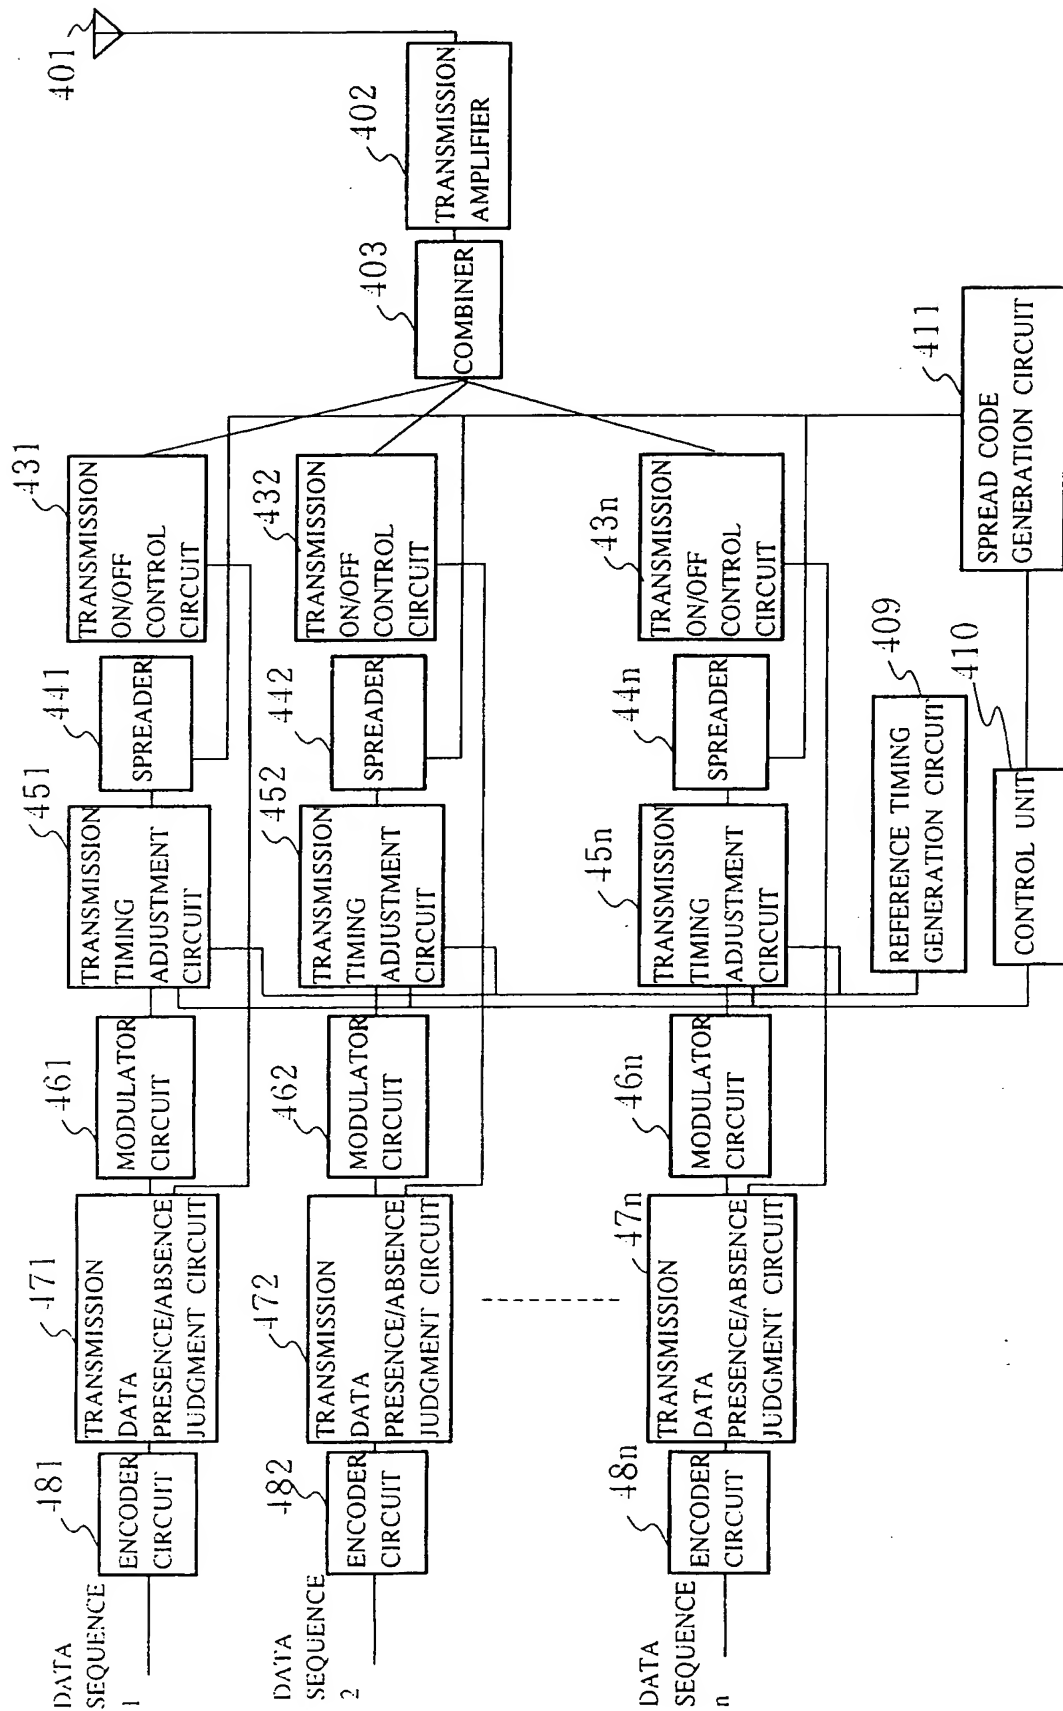 401
402
TRANSMISSION
AMPLIFIER
403
COMBINER
431
TRANSMISSION
ON/OFF
CONTROL
CIRCUIT
441
SPREADER
451
TRANSMISSION
TIMING
ADJUSTMENT
CIRCUIT
461
MODULATOR
CIRCUIT
471
TRANSMISSION
DATA
PRESENCE/ABSENCE
JUDGMENT CIRCUIT
481
ENCODER
CIRCUIT
DATA
SEQUENCE
1
432
TRANSMISSION
ON/OFF
CONTROL
CIRCUIT
442
SPREADER
452
TRANSMISSION
TIMING
ADJUSTMENT
CIRCUIT
462
MODULATOR
CIRCUIT
472
TRANSMISSION
DATA
PRESENCE/ABSENCE
JUDGMENT CIRCUIT
482
ENCODER
CIRCUIT
DATA
SEQUENCE
2
43n
TRANSMISSION
ON/OFF
CONTROL
CIRCUIT
44n
SPREADER
45n
TRANSMISSION
TIMING
ADJUSTMENT
CIRCUIT
46n
MODULATOR
CIRCUIT
47n
TRANSMISSION
DATA
PRESENCE/ABSENCE
JUDGMENT CIRCUIT
48n
ENCODER
CIRCUIT
DATA
SEQUENCE
n
409
REFERENCE TIMING
GENERATION CIRCUIT
410
CONTROL UNIT
411
SPREAD CODE
GENERATION CIRCUIT